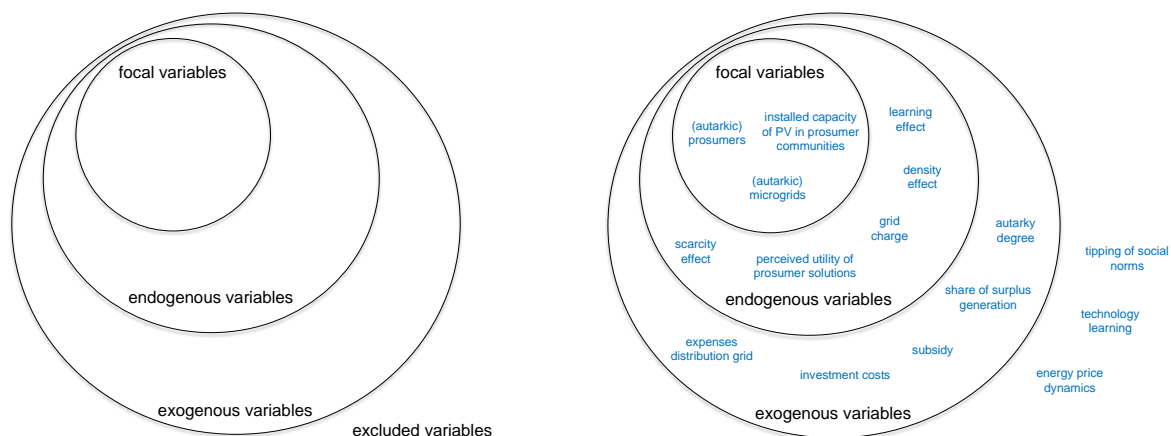 focal variables
endogenous variables
exogenous variables
excluded variables
focal variables
(autarkic)
prosumers
installed capacity
of PV in prosumer
communities
(autarkic)
microgrids
learning
effect
density
effect
grid
charge
scarcity
effect
perceived utility of
prosumer solutions
endogenous variables
autarky
degree
share of surplus
generation
expenses
distribution grid
subsidy
investment costs
exogenous variables
tipping of social
norms
technology
learning
energy price
dynamics